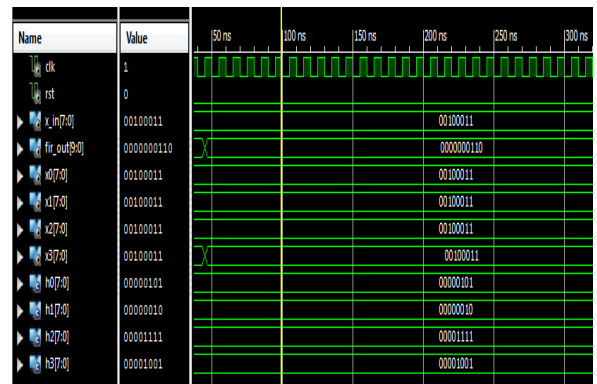 Name Value 50 ns 100 ns 150 ns 200 ns 250 ns 300 ns
clk 1
rst 0
x_in[7:0] 00100011 00100011
fir_out[9:0] 0000000110 0000000110
x0[7:0] 00100011 00100011
x1[7:0] 00100011 00100011
x2[7:0] 00100011 00100011
x3[7:0] 00100011 00100011
h0[7:0] 00000101 00000101
h1[7:0] 00000010 00000010
h2[7:0] 00001111 00001111
h3[7:0] 00001001 00001001